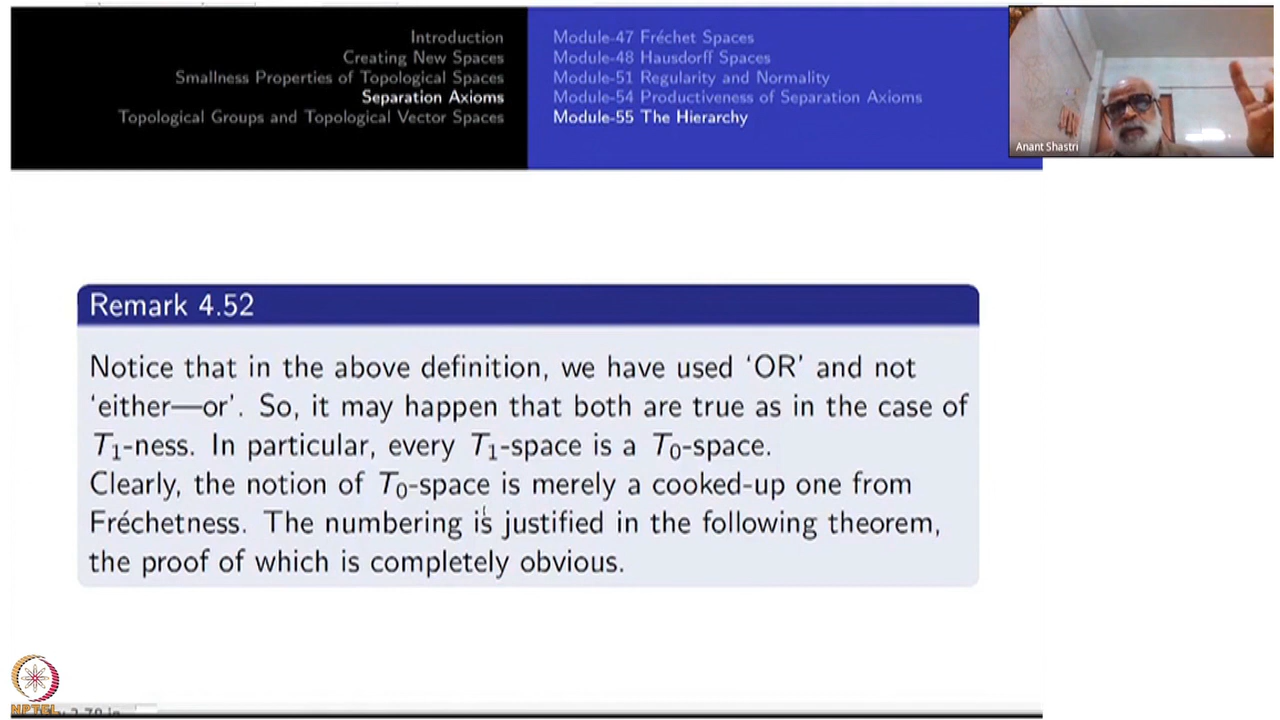 Introduction
Creating New Spaces
Smallness Properties of Topological Spaces
Separation Axioms
Topological Groups and Topological Vector Spaces
Module-47 Fréchet Spaces
Module-48 Hausdorff Spaces
Module-51 Regularity and Normality
Module-54 Productiveness of Separation Axioms
Module-55 The Hierarchy
Anant Shastri
Remark 4.52
Notice that in the above definition, we have used ‘OR’ and not
‘either—or’. So, it may happen that both are true as in the case of
T₁-ness. In particular, every T₁-space is a T₀-space.
Clearly, the notion of T₀-space is merely a cooked-up one from
Fréchetness. The numbering is justified in the following theorem,
the proof of which is completely obvious.
NPTEL